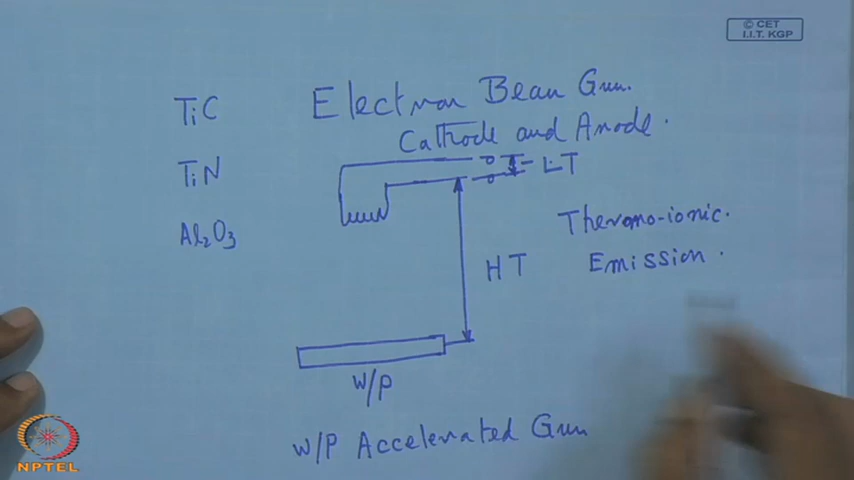 © CET
I.I.T. KGP
Electron Beam Gun.
Cathode and Anode.
TiC
TiN
Al2O3
LT
HT
Thermo-ionic
Emission.
W/P
W/P Accelerated Gun
NPTEL